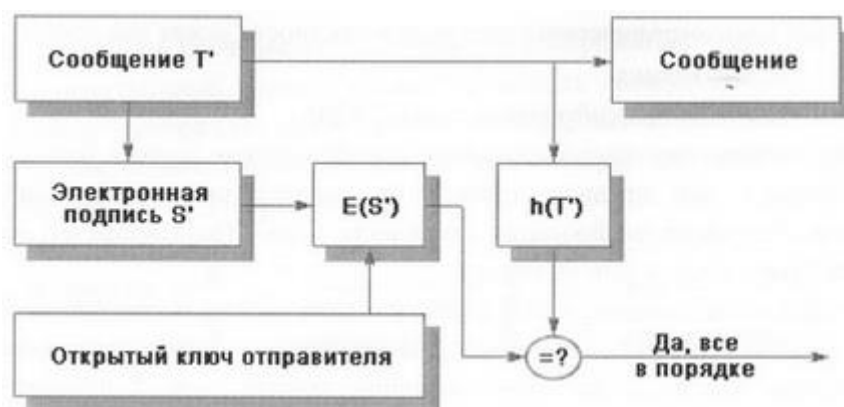 Сообщение T'
Сообщение
Электронная
подпись S'
E(S')
h(T')
Открытый ключ отправителя
=?
Да, все
в порядке